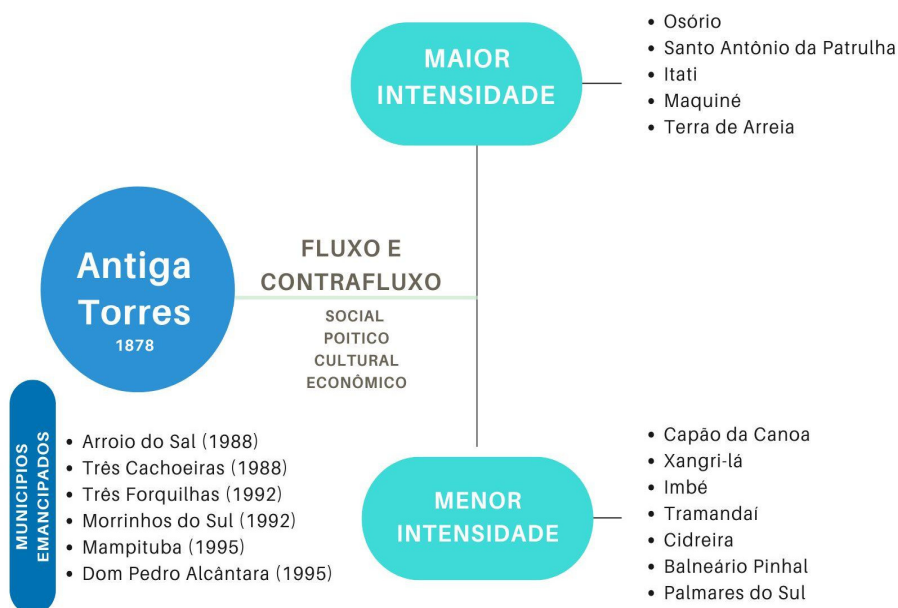 MAIOR
INTENSIDADE
• Osório
• Santo Antônio da Patrulha
• Itati
• Maquiné
• Terra de Arreia
Antiga
Torres
1878
FLUXO E
CONTRAFLUXO
SOCIAL
POITICO
CULTURAL
ECONÔMICO
MUNICIPIOS
EMANCIPADOS
• Arroio do Sal (1988)
• Três Cachoeiras (1988)
• Três Forquilhas (1992)
• Morrinhos do Sul (1992)
• Mampituba (1995)
• Dom Pedro Alcântara (1995)
MENOR
INTENSIDADE
• Capão da Canoa
• Xangri-lá
• Imbé
• Tramandaí
• Cidreira
• Balneário Pinhal
• Palmares do Sul